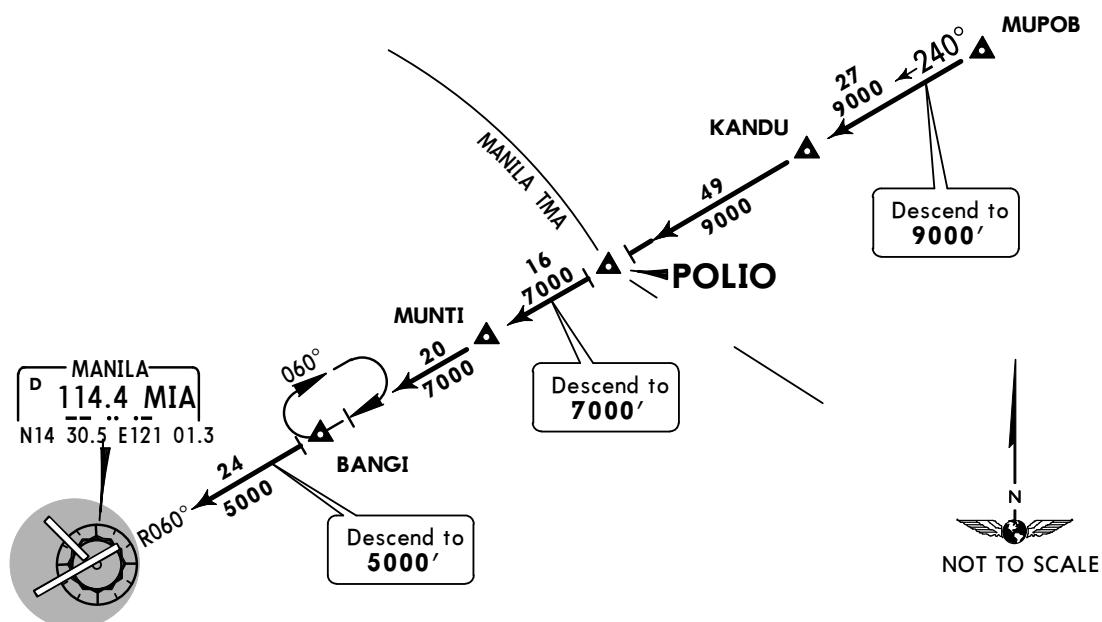 MUPOB
←240°
27
9000
KANDU
Descend to
9000′
49
9000
MANILA TMA
POLIO
16
7000
Descend to
7000′
MUNTI
20
7000
060°
BANGI
MANILA
D 114.4 MIA
N14 30.5 E121 01.3
24
5000
R060°
Descend to
5000′
N
NOT TO SCALE